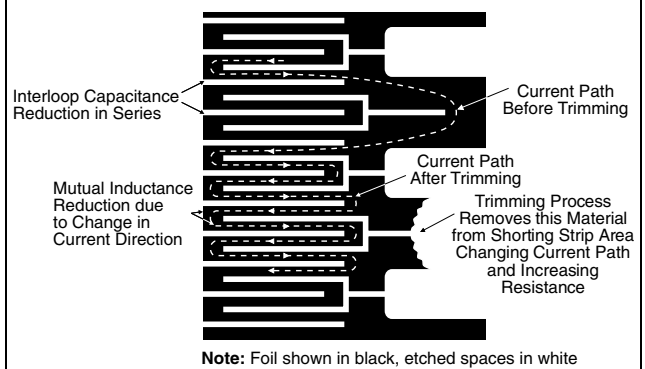 Interloop Capacitance
Reduction in Series
Current Path
Before Trimming
Current Path
After Trimming
Mutual Inductance
Reduction due
to Change in
Current Direction
Trimming Process
Removes this Material
from Shorting Strip Area
Changing Current Path
and Increasing
Resistance
Note: Foil shown in black, etched spaces in white